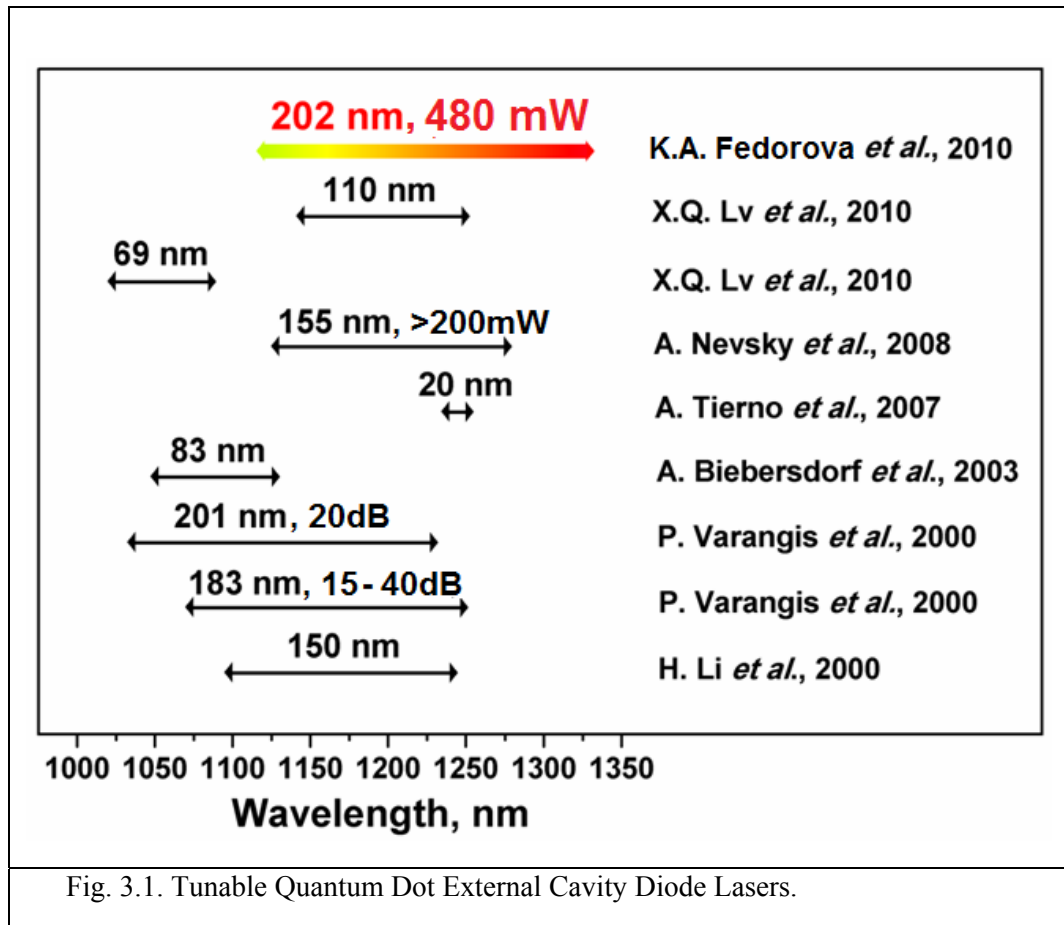 202 nm, 480 mW
K.A. Fedorova et al., 2010
110 nm
X.Q. Lv et al., 2010
69 nm
X.Q. Lv et al., 2010
155 nm, >200mW
A. Nevsky et al., 2008
20 nm
A. Tierno et al., 2007
83 nm
A. Biebersdorf et al., 2003
201 nm, 20dB
P. Varangis et al., 2000
183 nm, 15-40dB
P. Varangis et al., 2000
150 nm
H. Li et al., 2000
1000 1050 1100 1150 1200 1250 1300 1350
Wavelength, nm
Fig. 3.1. Tunable Quantum Dot External Cavity Diode Lasers.